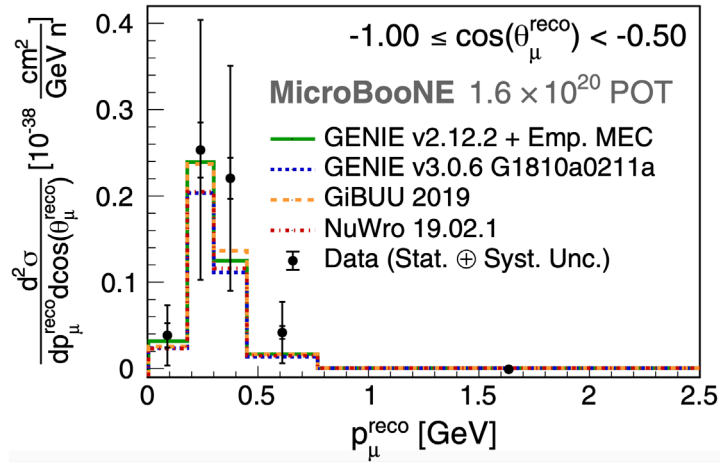 -1.00 ≤ cos(θ_μ^reco) < -0.50
MicroBooNE 1.6 × 10^20 POT
GENIE v2.12.2 + Emp. MEC
GENIE v3.0.6 G1810a0211a
GiBUU 2019
NuWro 19.02.1
Data (Stat. ⊕ Syst. Unc.)
d^2σ / dp_μ^reco dcos(θ_μ^reco) [10^-38 cm^2 / GeV n]
0.4
0.3
0.2
0.1
0
0 0.5 1 1.5 2 2.5
p_μ^reco [GeV]